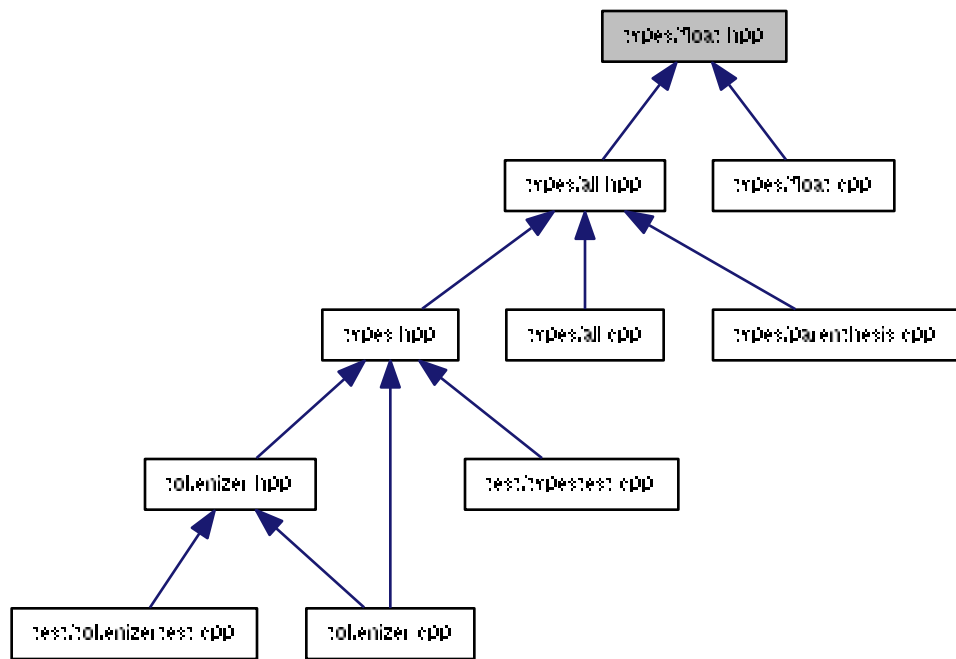 types/float.hpp
types/all.hpp
types/float.cpp
types.hpp
types/all.cpp
types/parenthesis.cpp
tokenizer.hpp
test/typestest.cpp
test/tokenizertest.cpp
tokenizer.cpp